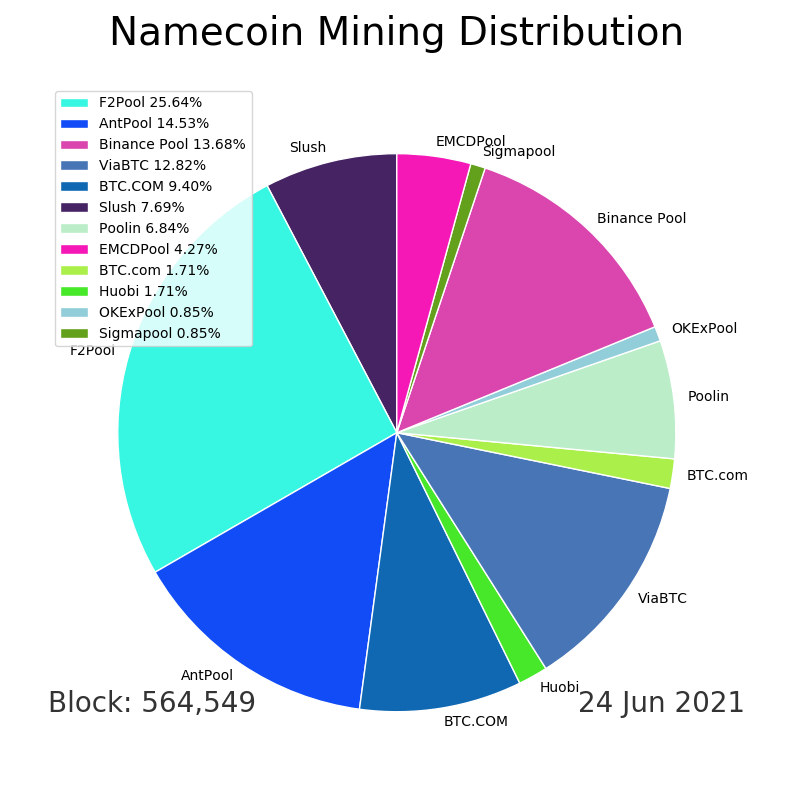 Namecoin Mining Distribution
F2Pool 25.64%
AntPool 14.53%
Binance Pool 13.68%
ViaBTC 12.82%
BTC.COM 9.40%
Slush 7.69%
Poolin 6.84%
EMCDPool 4.27%
BTC.com 1.71%
Huobi 1.71%
OKExPool 0.85%
Sigmapool 0.85%
EMCDPool
Slush
Sigmapool
Binance Pool
OKExPool
F2Pool
Poolin
BTC.com
ViaBTC
AntPool
Huobi
Block: 564,549
24 Jun 2021
BTC.COM